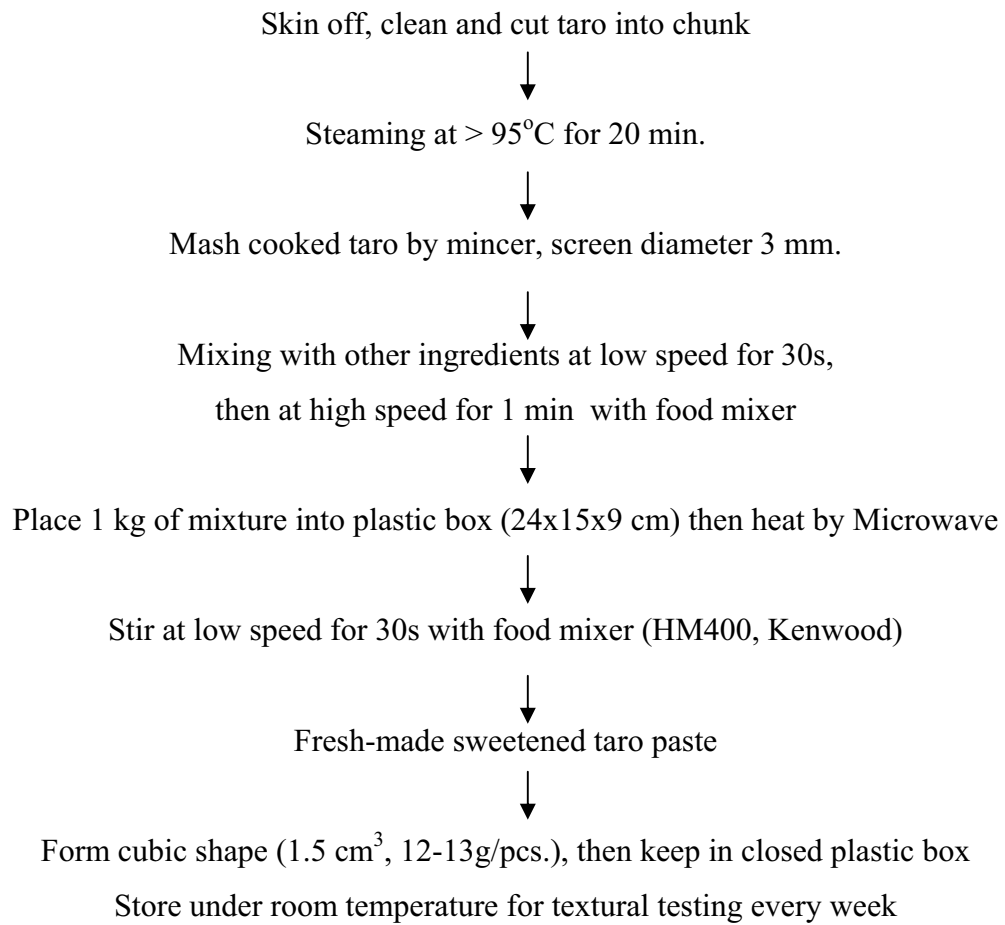 Skin off, clean and cut taro into chunk
Steaming at > 95°C for 20 min.
Mash cooked taro by mincer, screen diameter 3 mm.
Mixing with other ingredients at low speed for 30s,
then at high speed for 1 min with food mixer
Place 1 kg of mixture into plastic box (24x15x9 cm) then heat by Microwave
Stir at low speed for 30s with food mixer (HM400, Kenwood)
Fresh-made sweetened taro paste
Form cubic shape (1.5 cm³, 12-13g/pcs.), then keep in closed plastic box
Store under room temperature for textural testing every week